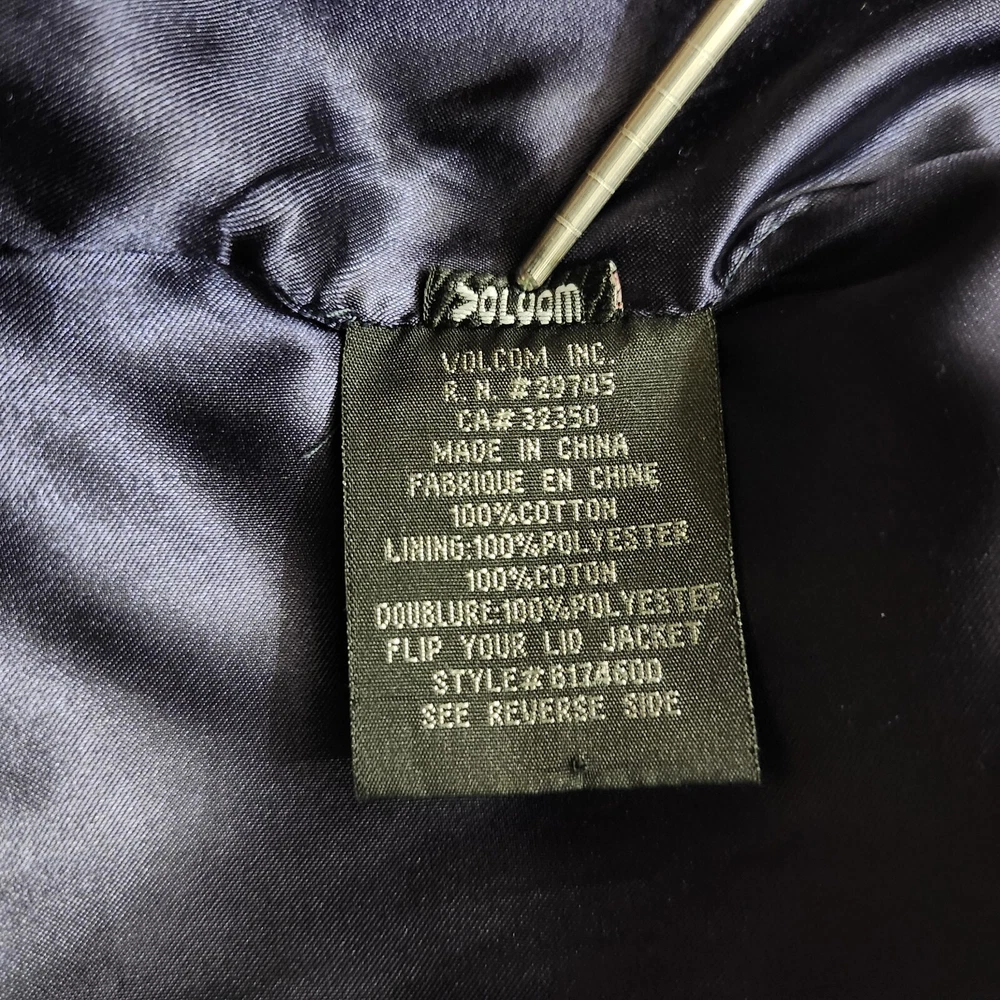 VOLCOM
VOLCOM INC.
R.N. #29745
CA#32350
MADE IN CHINA
FABRIQUE EN CHINE
100%COTTON
LINING:100%POLYESTER
100%COTON
DOUBLURE:100%POLYESTER
FLIP YOUR LID JACKET
STYLE#6174600
SEE REVERSE SIDE